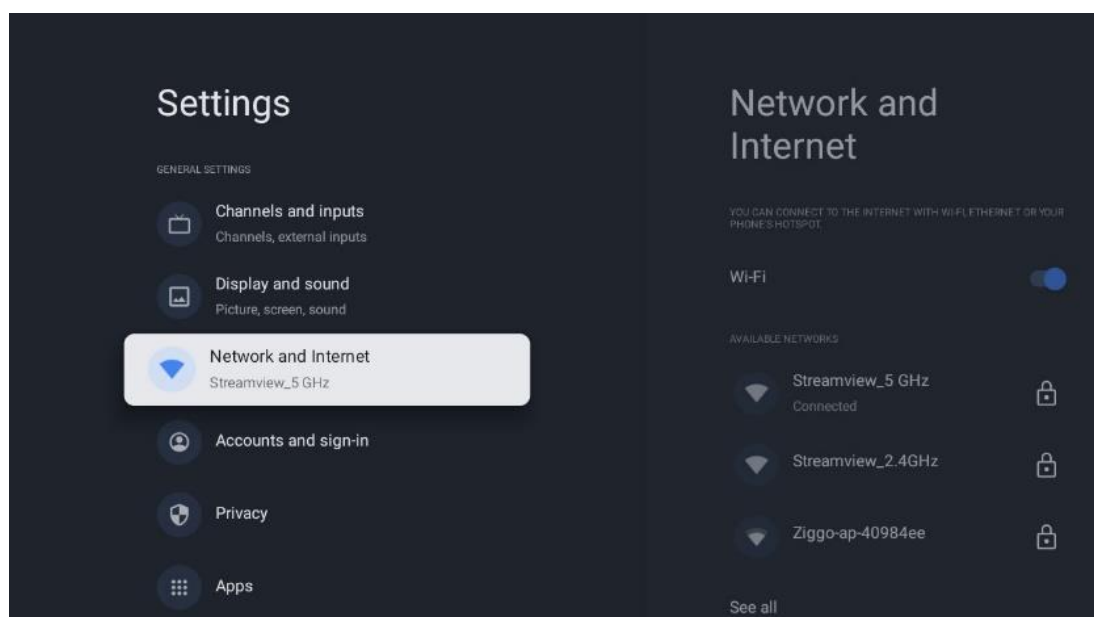 Settings
GENERAL SETTINGS
Channels and inputs
Channels, external inputs
Display and sound
Picture, screen, sound
Network and Internet
Streamview_5 GHz
Accounts and sign-in
Privacy
Apps
Network and
Internet
YOU CAN CONNECT TO THE INTERNET WITH WI-FI, ETHERNET OR YOUR
PHONE'S HOTSPOT.
Wi-Fi
AVAILABLE NETWORKS
Streamview_5 GHz
Connected
Streamview_2.4GHz
Ziggo-ap-40984ee
See all